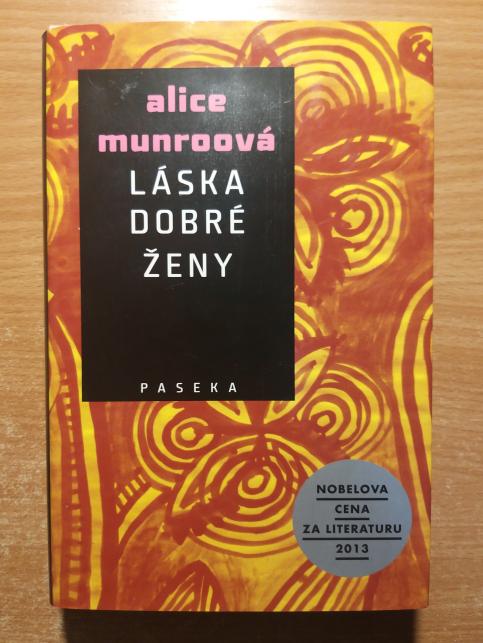 alice
munroová
LÁSKA
DOBRÉ
ŽENY
PASEKA
NOBELOVA
CENA
ZA LITERATURU
2013